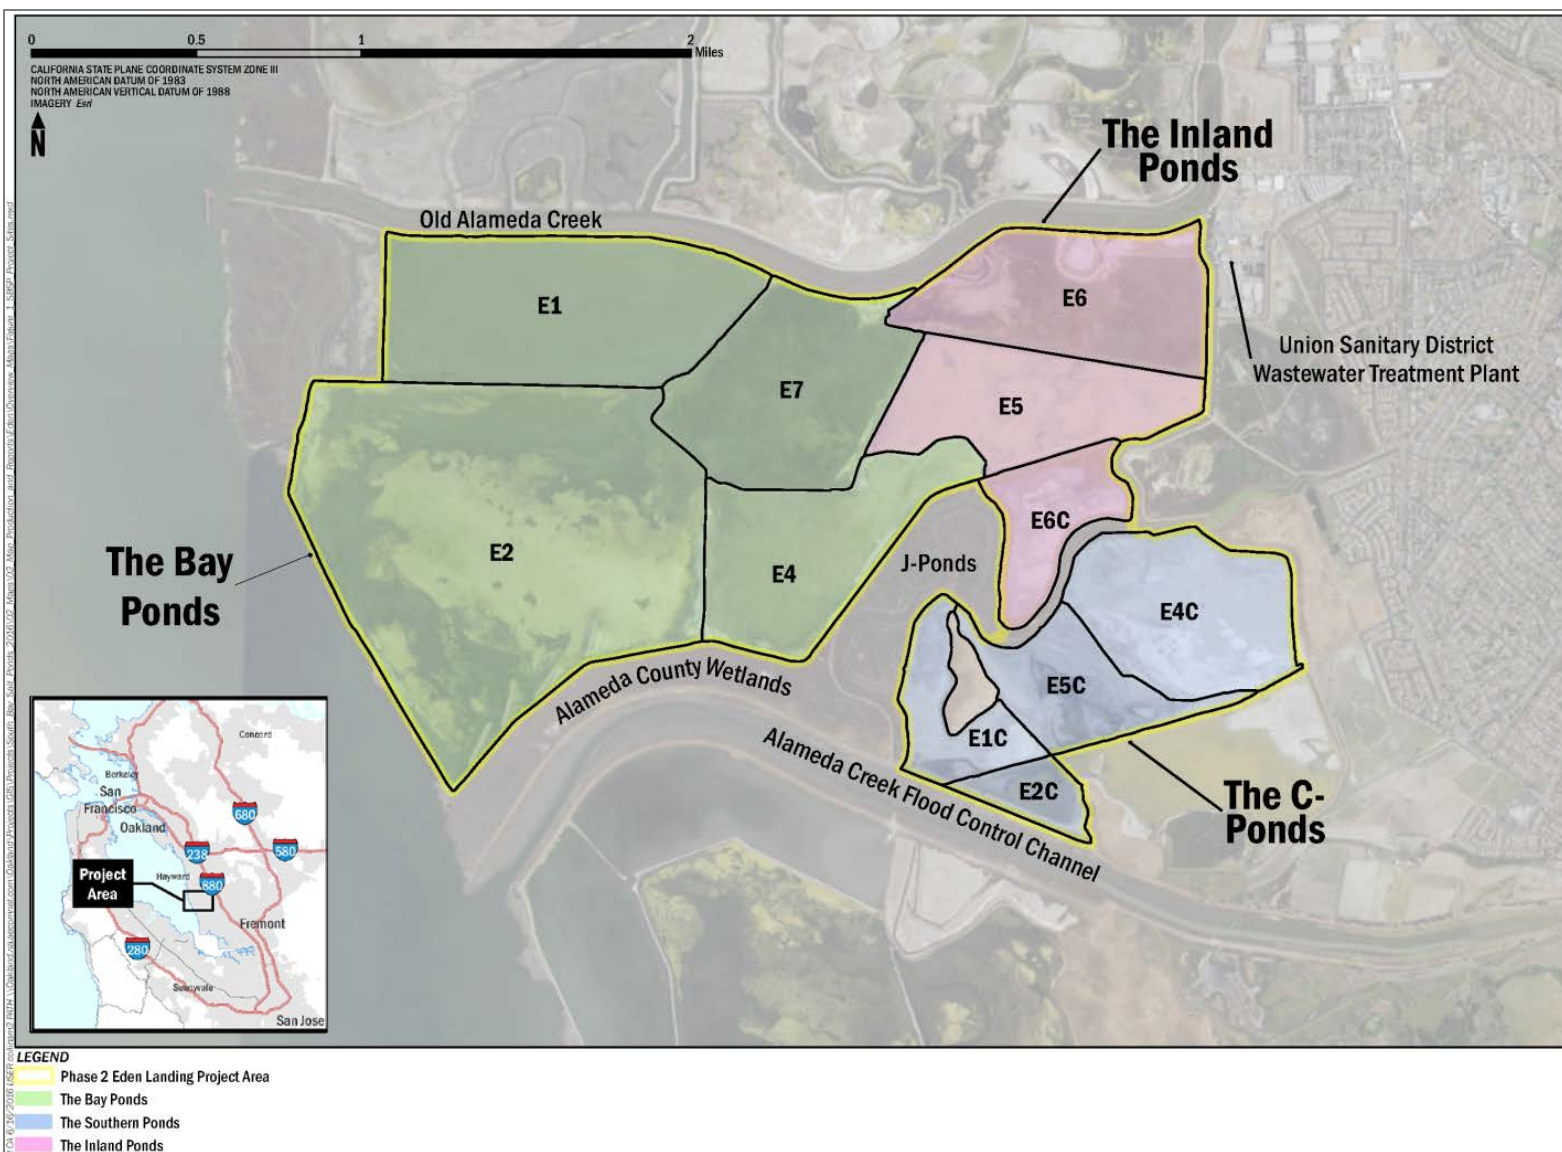 0 0.5 1 2
Miles
CALIFORNIA STATE PLANE COORDINATE SYSTEM ZONE III
NORTH AMERICAN DATUM OF 1983
NORTH AMERICAN VERTICAL DATUM OF 1988
IMAGERY Esri
N
The Inland
Ponds
Old Alameda Creek
E1
E6
E7
E5
Union Sanitary District
Wastewater Treatment Plant
E6C
E2
E4
J-Ponds
The Bay
Ponds
E4C
E5C
E1C
E2C
Alameda County Wetlands
Alameda Creek Flood Control Channel
The C-
Ponds
Concord
Berkeley
San
Francisco
Oakland
680
580
238
Project
Area
Hayward
880
Fremont
280
Sunnyvale
San Jose
LEGEND
Phase 2 Eden Landing Project Area
The Bay Ponds
The Southern Ponds
The Inland Ponds